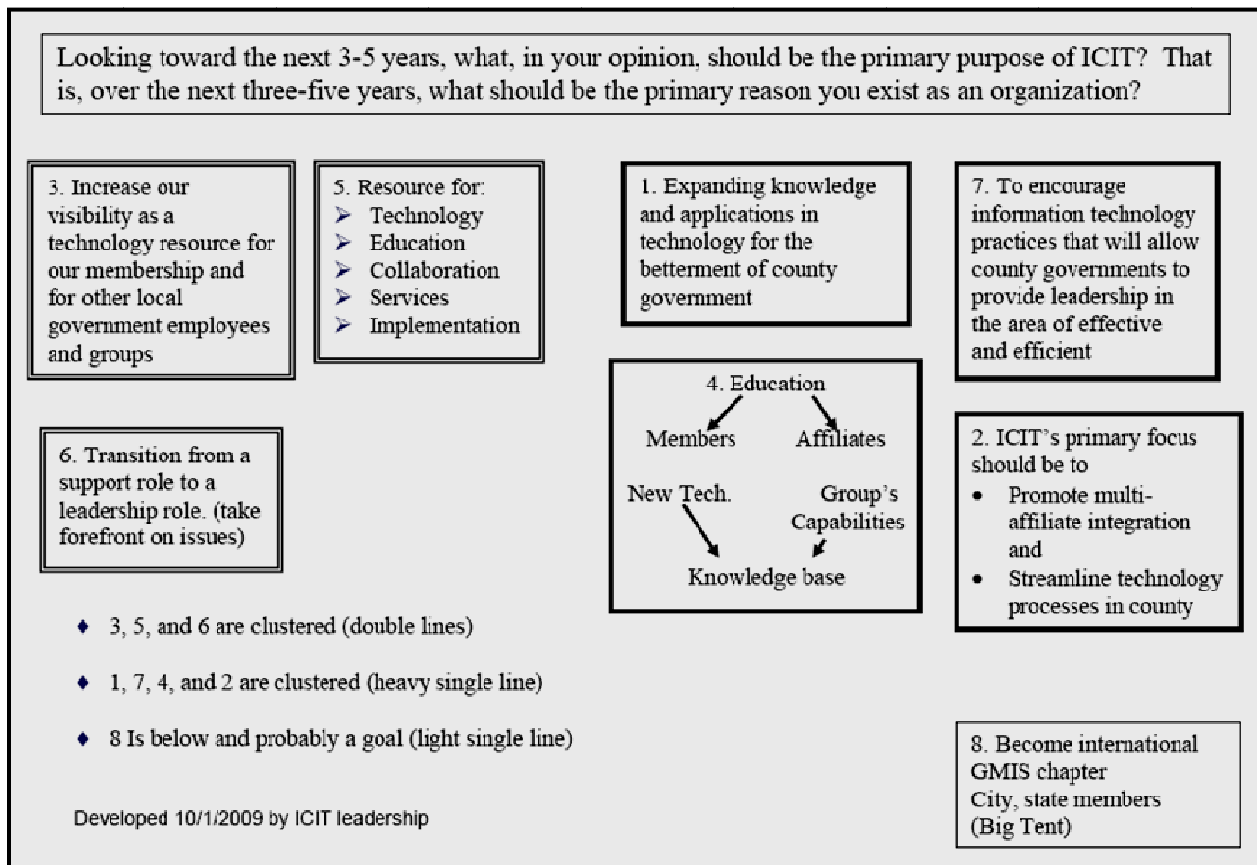 Looking toward the next 3-5 years, what, in your opinion, should be the primary purpose of ICIT? That
is, over the next three-five years, what should be the primary reason you exist as an organization?
3. Increase our
visibility as a
technology resource for
our membership and
for other local
government employees
and groups
5. Resource for:
➢ Technology
➢ Education
➢ Collaboration
➢ Services
➢ Implementation
1. Expanding knowledge
and applications in
technology for the
betterment of county
government
7. To encourage
information technology
practices that will allow
county governments to
provide leadership in
the area of effective
and efficient
4. Education
Members Affiliates
New Tech. Group's
Capabilities
Knowledge base
6. Transition from a
support role to a
leadership role. (take
forefront on issues)
2. ICIT's primary focus
should be to
• Promote multi-
affiliate integration
and
• Streamline technology
processes in county
♦ 3, 5, and 6 are clustered (double lines)
♦ 1, 7, 4, and 2 are clustered (heavy single line)
♦ 8 Is below and probably a goal (light single line)
8. Become international
GMIS chapter
City, state members
(Big Tent)
Developed 10/1/2009 by ICIT leadership